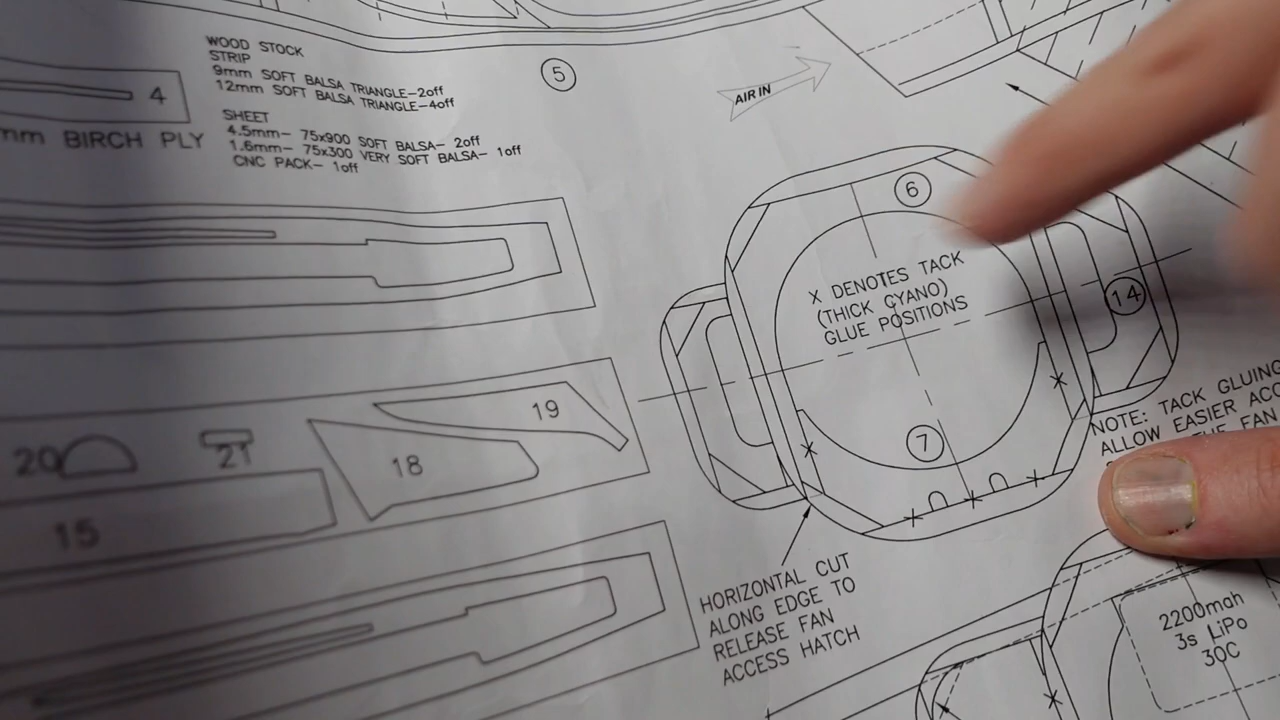 WOOD STOCK
STRIP
9mm SOFT BALSA TRIANGLE-2off
12mm SOFT BALSA TRIANGLE-4off
SHEET
4.5mm- 75x900 SOFT BALSA- 2off
1.6mm- 75x300 VERY SOFT BALSA- 1off
CNC PACK- 1off
4
mm BIRCH PLY
5
AIR IN
6
X DENOTES TACK
(THICK CYANO)
GLUE POSITIONS
14
7
19
18
20
21
15
NOTE: TACK GLUING
ALLOW EASIER ACC
THE FAN
HORIZONTAL CUT
ALONG EDGE TO
RELEASE FAN
ACCESS HATCH
2200mah
3s LiPo
30C